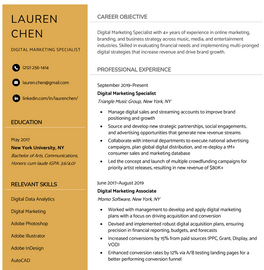 LAUREN
CHEN
DIGITAL MARKETING SPECIALIST
(212) 256-1414
lauren.chen@gmail.com
linkedin.com/in/laurenchen/
EDUCATION
May 2017
New York University, NY
Bachelor of Arts, Communications,
Honors: cum laude (GPA: 3.6/4.0)
RELEVANT SKILLS
Digital Data Analytics
Digital Marketing
Adobe Photoshop
Adobe Illustrator
Adobe InDesign
AutoCAD
CAREER OBJECTIVE
Digital Marketing Specialist with 4+ years of experience in online marketing,
branding, and business strategy across music, media, and entertainment
industries. Skilled in evaluating financial needs and implementing multi-pronged
digital strategies that increase revenue and drive brand growth.
PROFESSIONAL EXPERIENCE
September 2019–Present
Digital Marketing Specialist
Triangle Music Group, New York, NY
• Manage digital sales and streaming accounts to improve brand
positioning and growth
• Source and develop new strategic partnerships, social engagements,
and advertising opportunities that generate new revenue streams
• Collaborate with internal departments to execute national advertising
campaigns, plan global digital distribution, and re-deploy a 1M+
consumer sales and marketing database
• Led the concept and launch of multiple crowdfunding campaigns for
priority artist releases, resulting in revenue of $80K+
June 2017–August 2019
Digital Marketing Associate
Homo Software, New York, NY
• Worked with management to develop and apply digital marketing
plans with a focus on driving acquisition and conversion
• Devised and implemented robust digital acquisition plans, ensuring
precision in financial reporting, budgets, and forecasts for digital
portfolios
• Increased conversions by 15% from paid sources (PPC, Grant, Display, and
VOD)
• Enhanced conversion rates by 12% via A/B testing landing pages for a
better performing conversion funnel